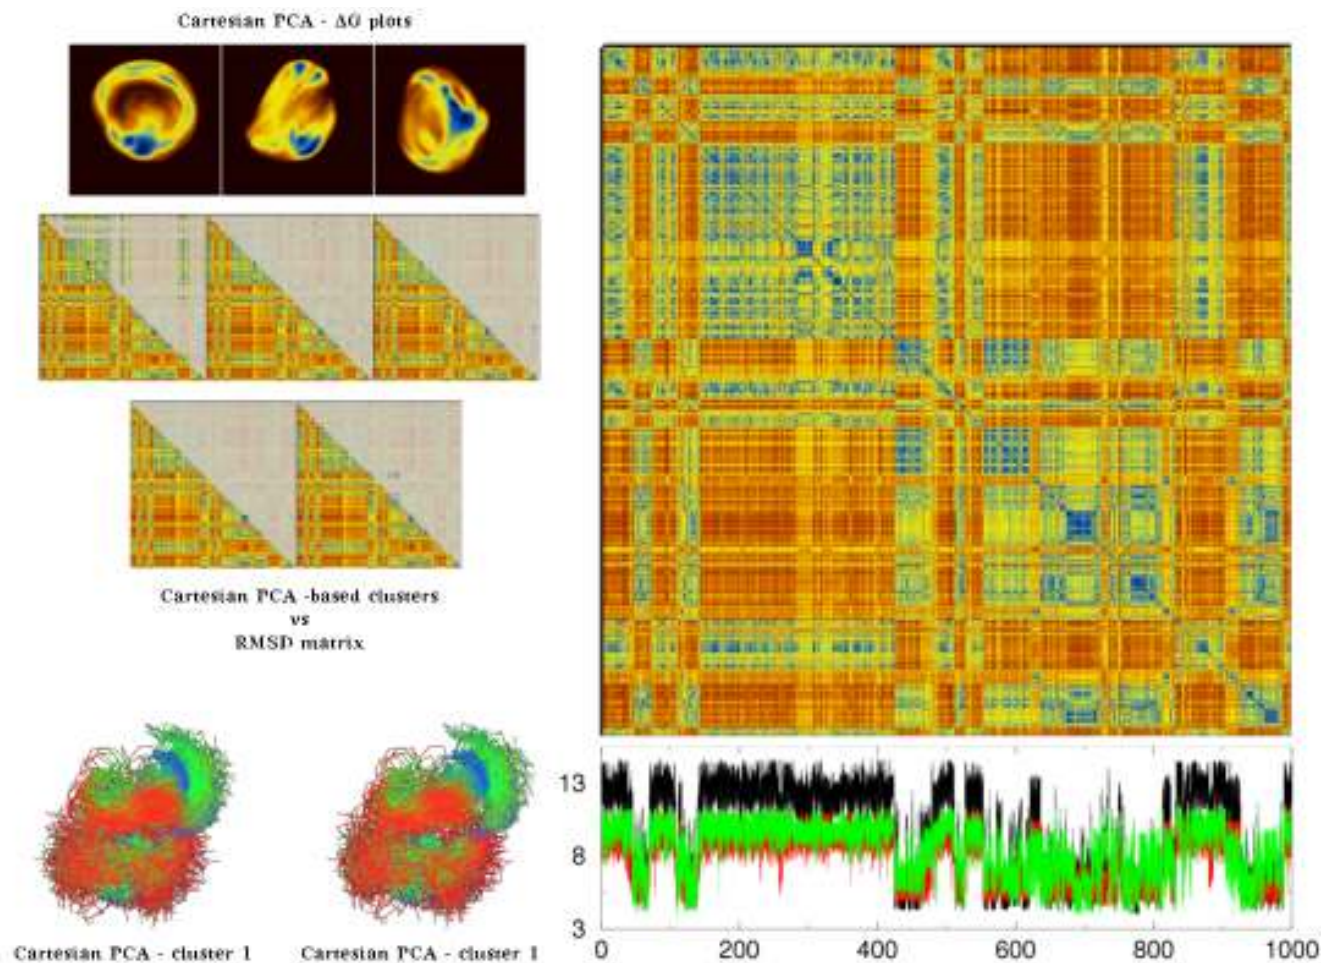 Cartesian PCA - ΔG plots
Cartesian PCA -based clusters
vs
RMSD matrix
Cartesian PCA - cluster 1
Cartesian PCA - cluster 1
13
8
3
0
200
400
600
800
1000